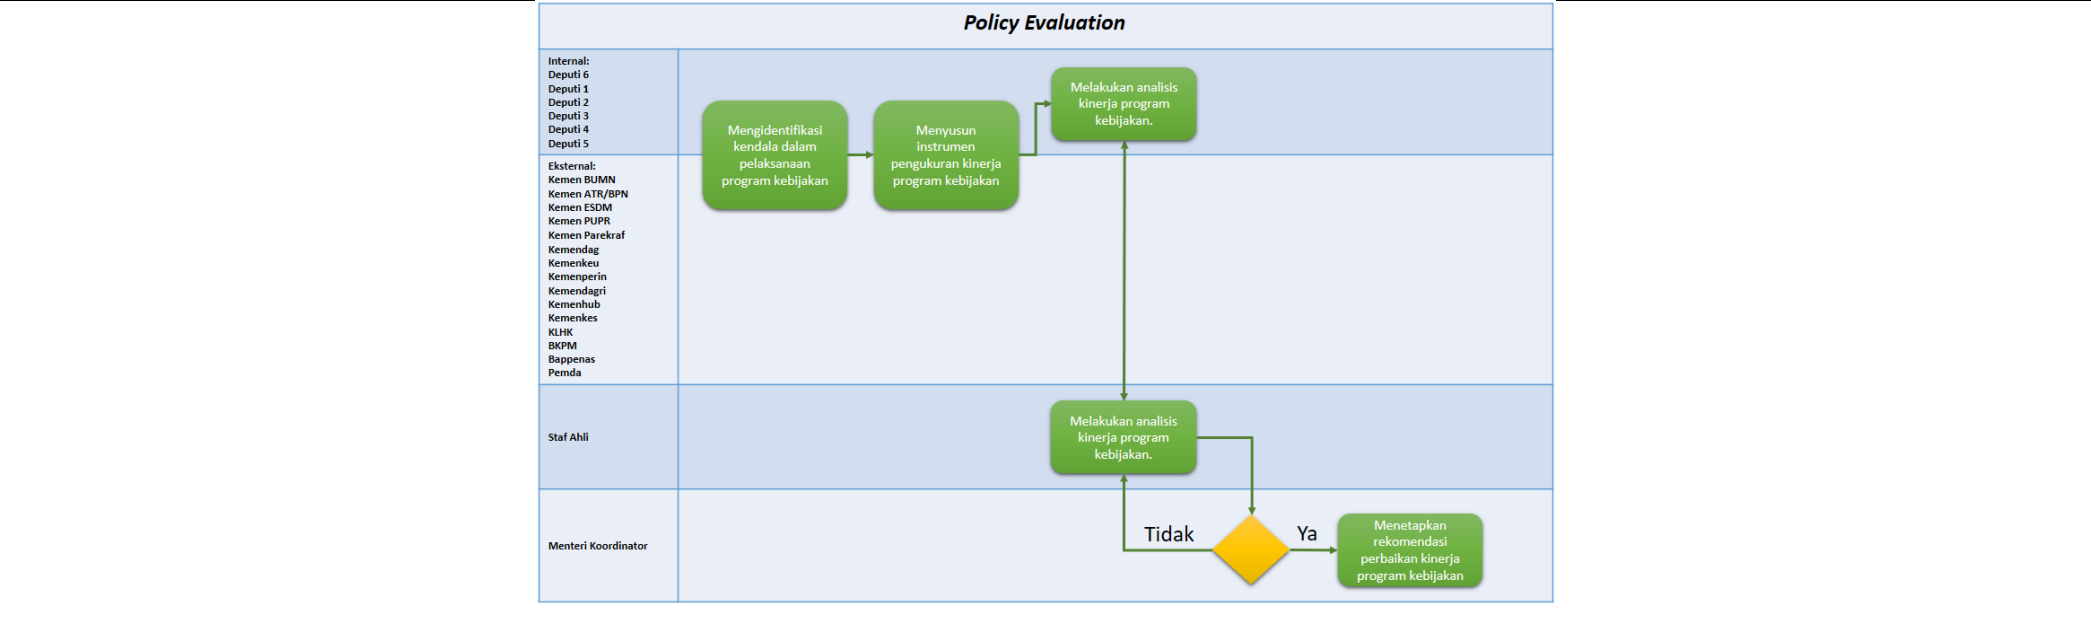 Policy Evaluation
Internal:
Deputi 6
Deputi 1
Deputi 2
Deputi 3
Deputi 4
Deputi 5
Mengidentifikasi
kendala dalam
pelaksanaan
program kebijakan
Menyusun
instrumen
pengukuran kinerja
program kebijakan
Melakukan analisis
kinerja program
kebijakan.
Eksternal:
Kemen BUMN
Kemen ATR/BPN
Kemen ESDM
Kemen PUPR
Kemen Parekraf
Kemendag
Kemenkeu
Kemenperin
Kemendagri
Kemenhub
Kemenkes
KLHK
BKPM
Bappenas
Pemda
Staf Ahli
Melakukan analisis
kinerja program
kebijakan.
Menteri Koordinator
Tidak
Ya
Menetapkan
rekomendasi
perbaikan kinerja
program kebijakan